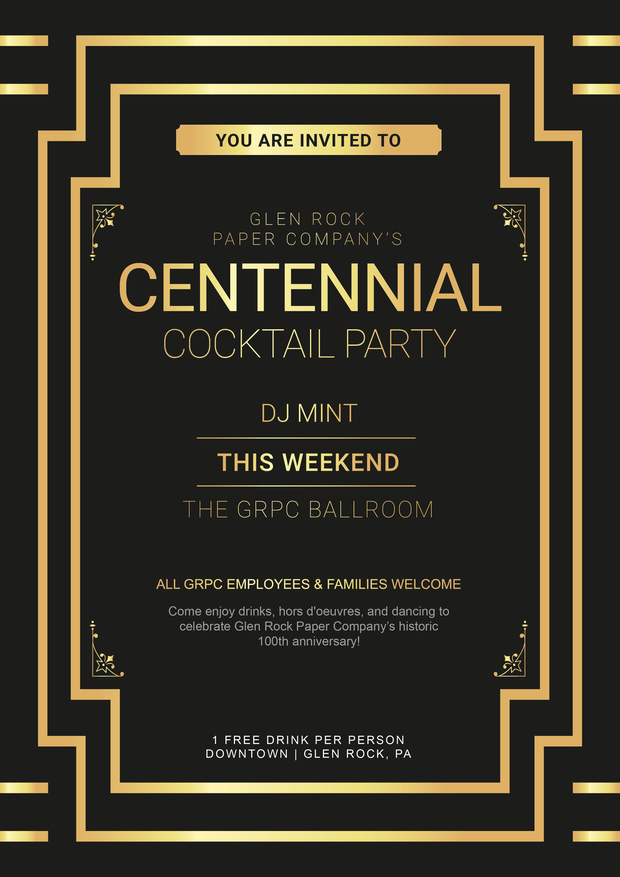 YOU ARE INVITED TO
GLEN ROCK
PAPER COMPANY'S
CENTENNIAL
COCKTAIL PARTY
DJ MINT
THIS WEEKEND
THE GRPC BALLROOM
ALL GRPC EMPLOYEES & FAMILIES WELCOME
Come enjoy drinks, hors d'oeuvres, and dancing to
celebrate Glen Rock Paper Company's historic
100th anniversary!
1 FREE DRINK PER PERSON
DOWNTOWN | GLEN ROCK, PA